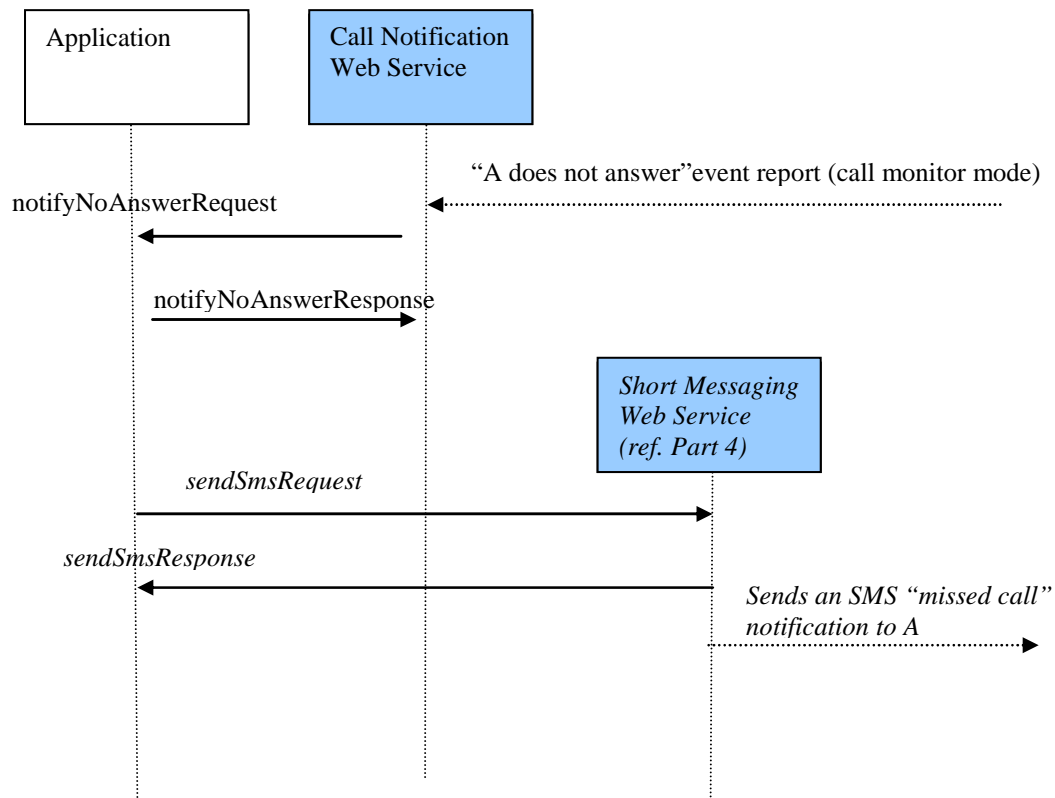 Application
Call Notification
Web Service
“A does not answer”event report (call monitor mode)
notifyNoAnswerRequest
notifyNoAnswerResponse
Short Messaging
Web Service
(ref. Part 4)
sendSmsRequest
sendSmsResponse
Sends an SMS “missed call”
notification to A